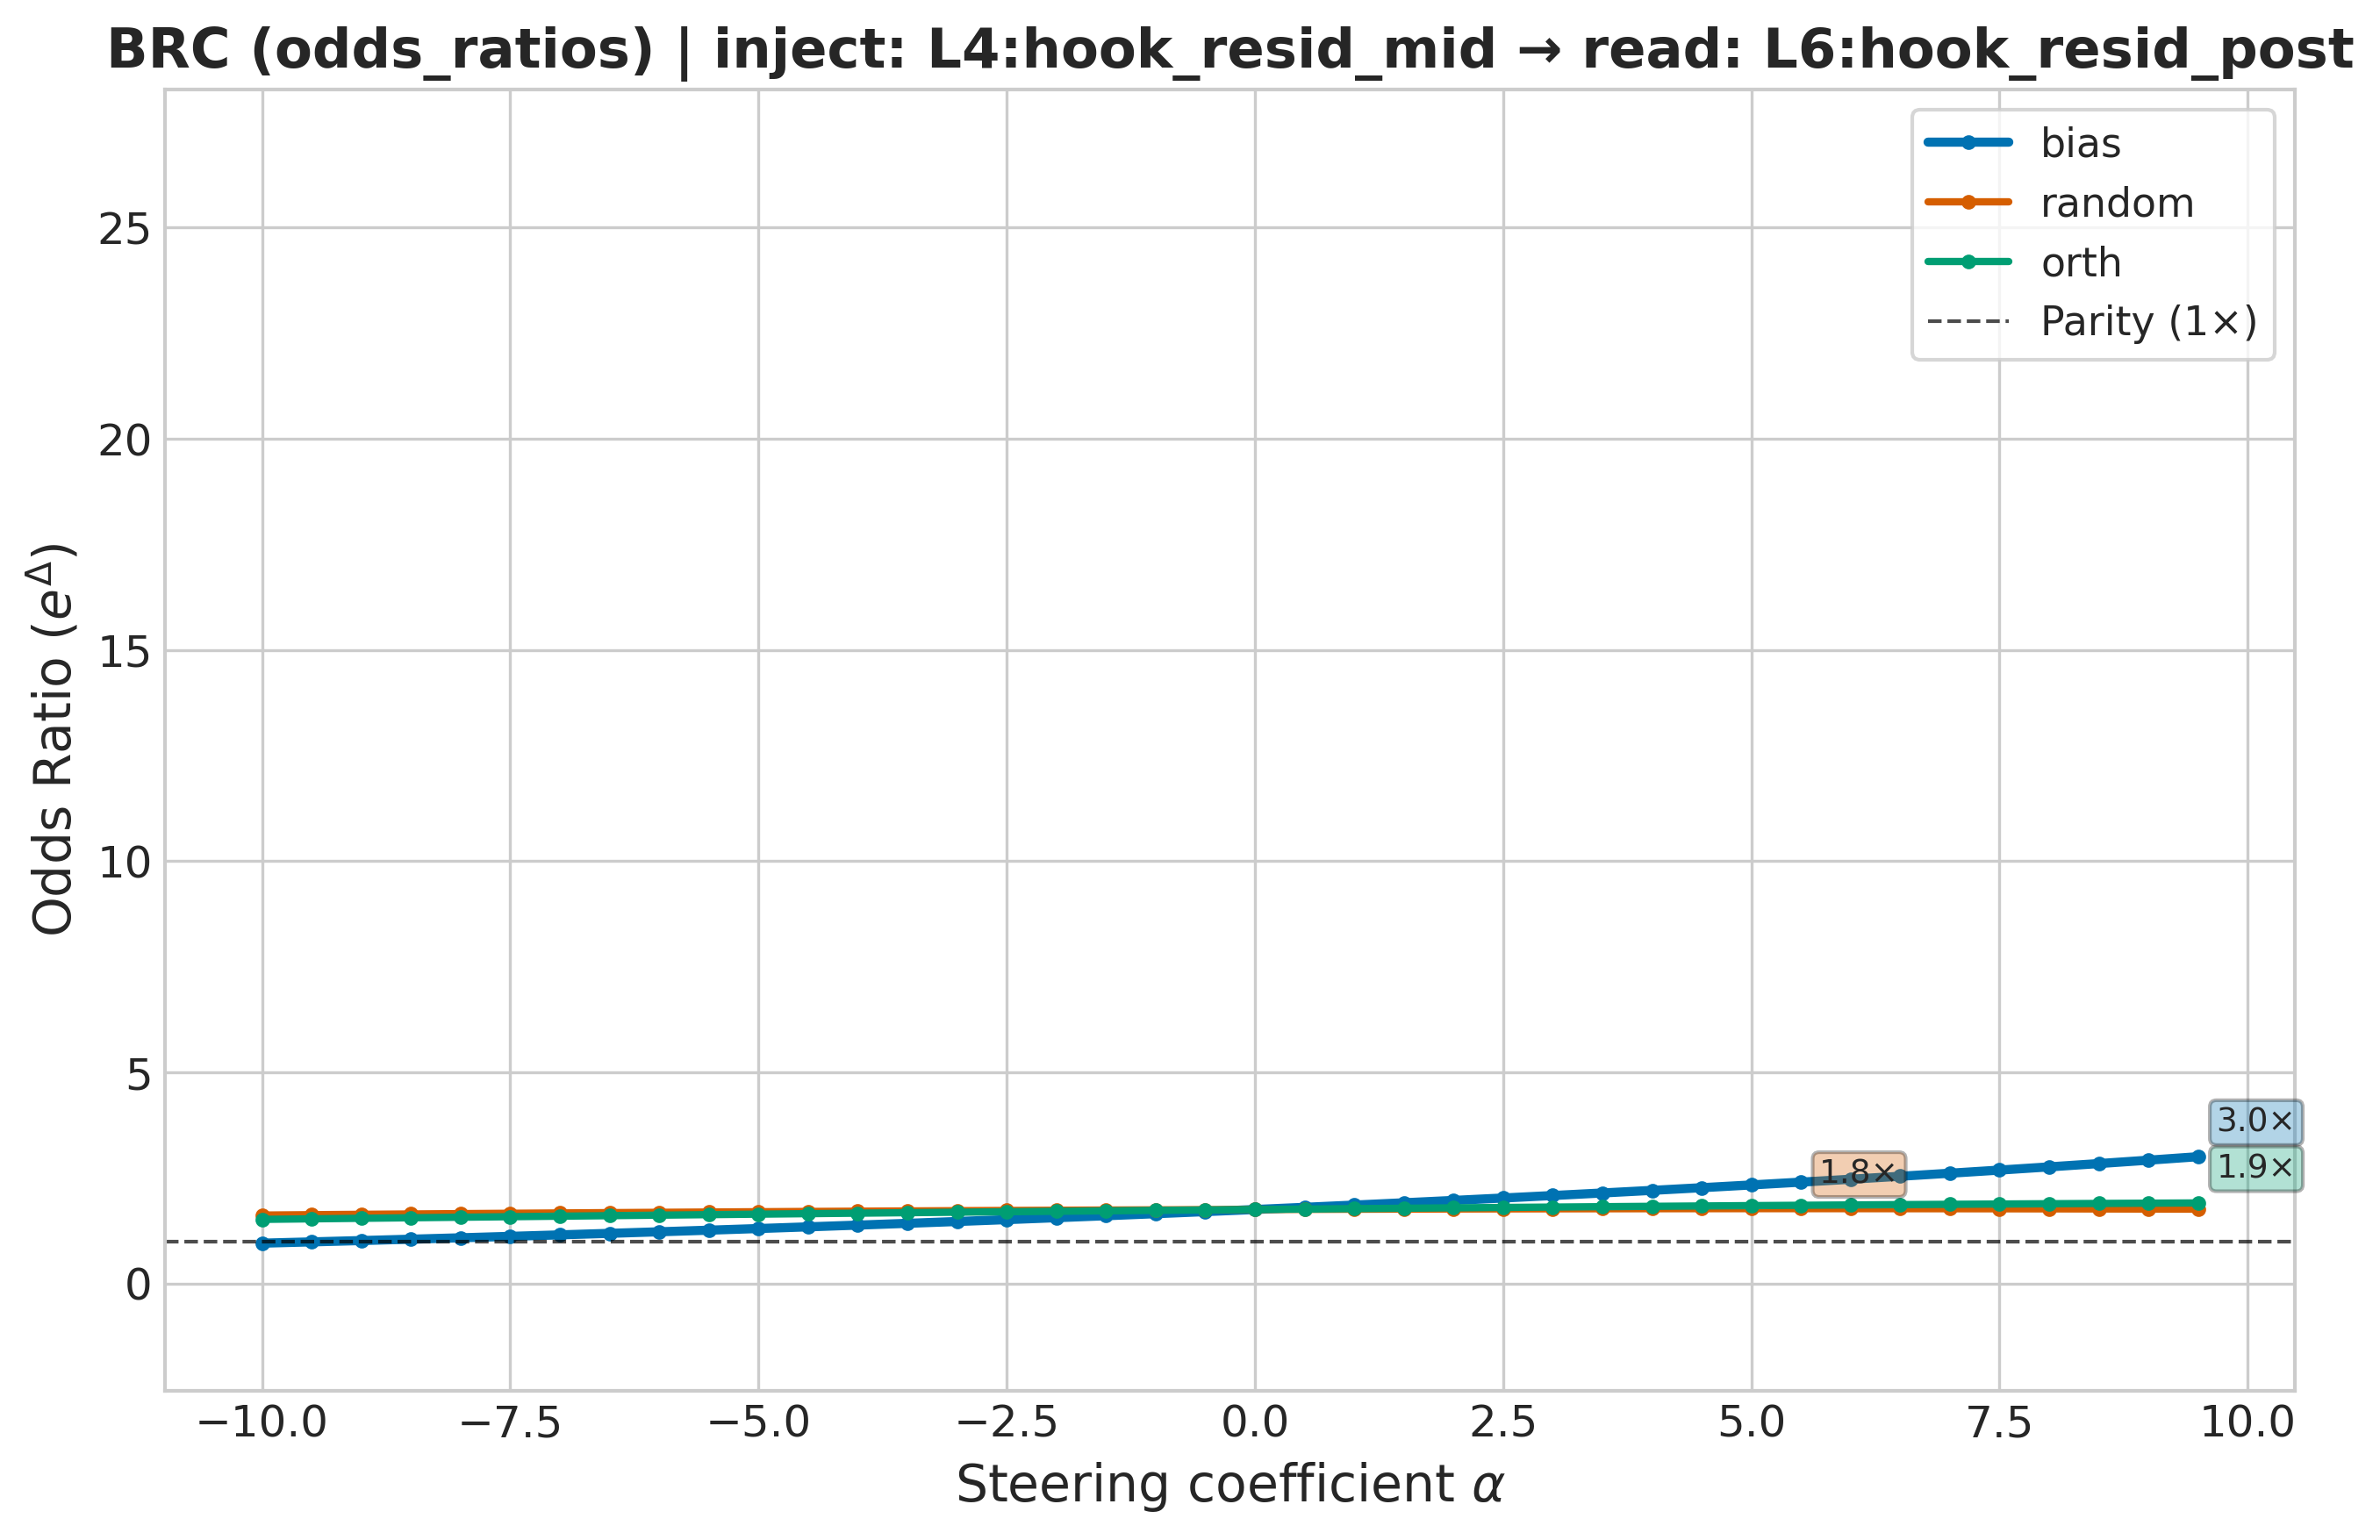 BRC (odds_ratios) | inject: L4:hook_resid_mid → read: L6:hook_resid_post
bias
random
orth
Parity (1×)
Odds Ratio (e^Δ)
25
20
15
10
5
0
3.0×
1.8×
1.9×
−10.0 −7.5 −5.0 −2.5 0.0 2.5 5.0 7.5 10.0
Steering coefficient α